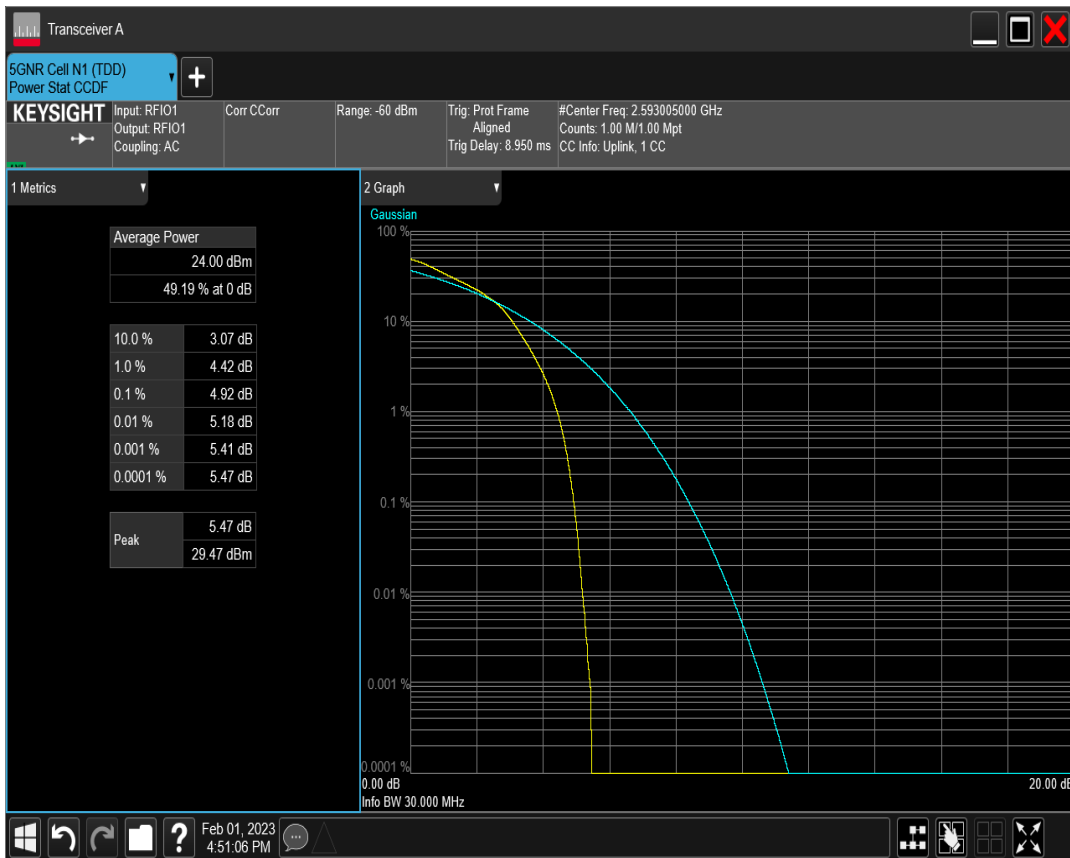 Transceiver A
5GNR Cell N1 (TDD)
Power Stat CCDF
KEYSIGHT
Input: RFIO1
Output: RFIO1
Coupling: AC
Corr CCorr
Range: -60 dBm
Trig: Prot Frame
Aligned
Trig Delay: 8.950 ms
#Center Freq: 2.593005000 GHz
Counts: 1.00 M/1.00 Mpt
CC Info: Uplink, 1 CC
1 Metrics
Average Power
24.00 dBm
49.19 % at 0 dB
10.0 % 3.07 dB
1.0 % 4.42 dB
0.1 % 4.92 dB
0.01 % 5.18 dB
0.001 % 5.41 dB
0.0001 % 5.47 dB
Peak
5.47 dB
29.47 dBm
2 Graph
Gaussian
100 %
10 %
1 %
0.1 %
0.01 %
0.001 %
0.0001 %
0.00 dB 20.00 dB
Info BW 30.000 MHz
Feb 01, 2023
4:51:06 PM